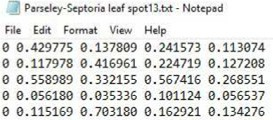 Parseley-Septoria leaf spot13.txt - Notepad
File Edit Format View Help
0 0.429775 0.137809 0.241573 0.113074
0 0.117978 0.416961 0.224719 0.127208
0 0.558989 0.332155 0.567416 0.268551
0 0.056180 0.035336 0.101124 0.056537
0 0.115169 0.703180 0.162921 0.134276